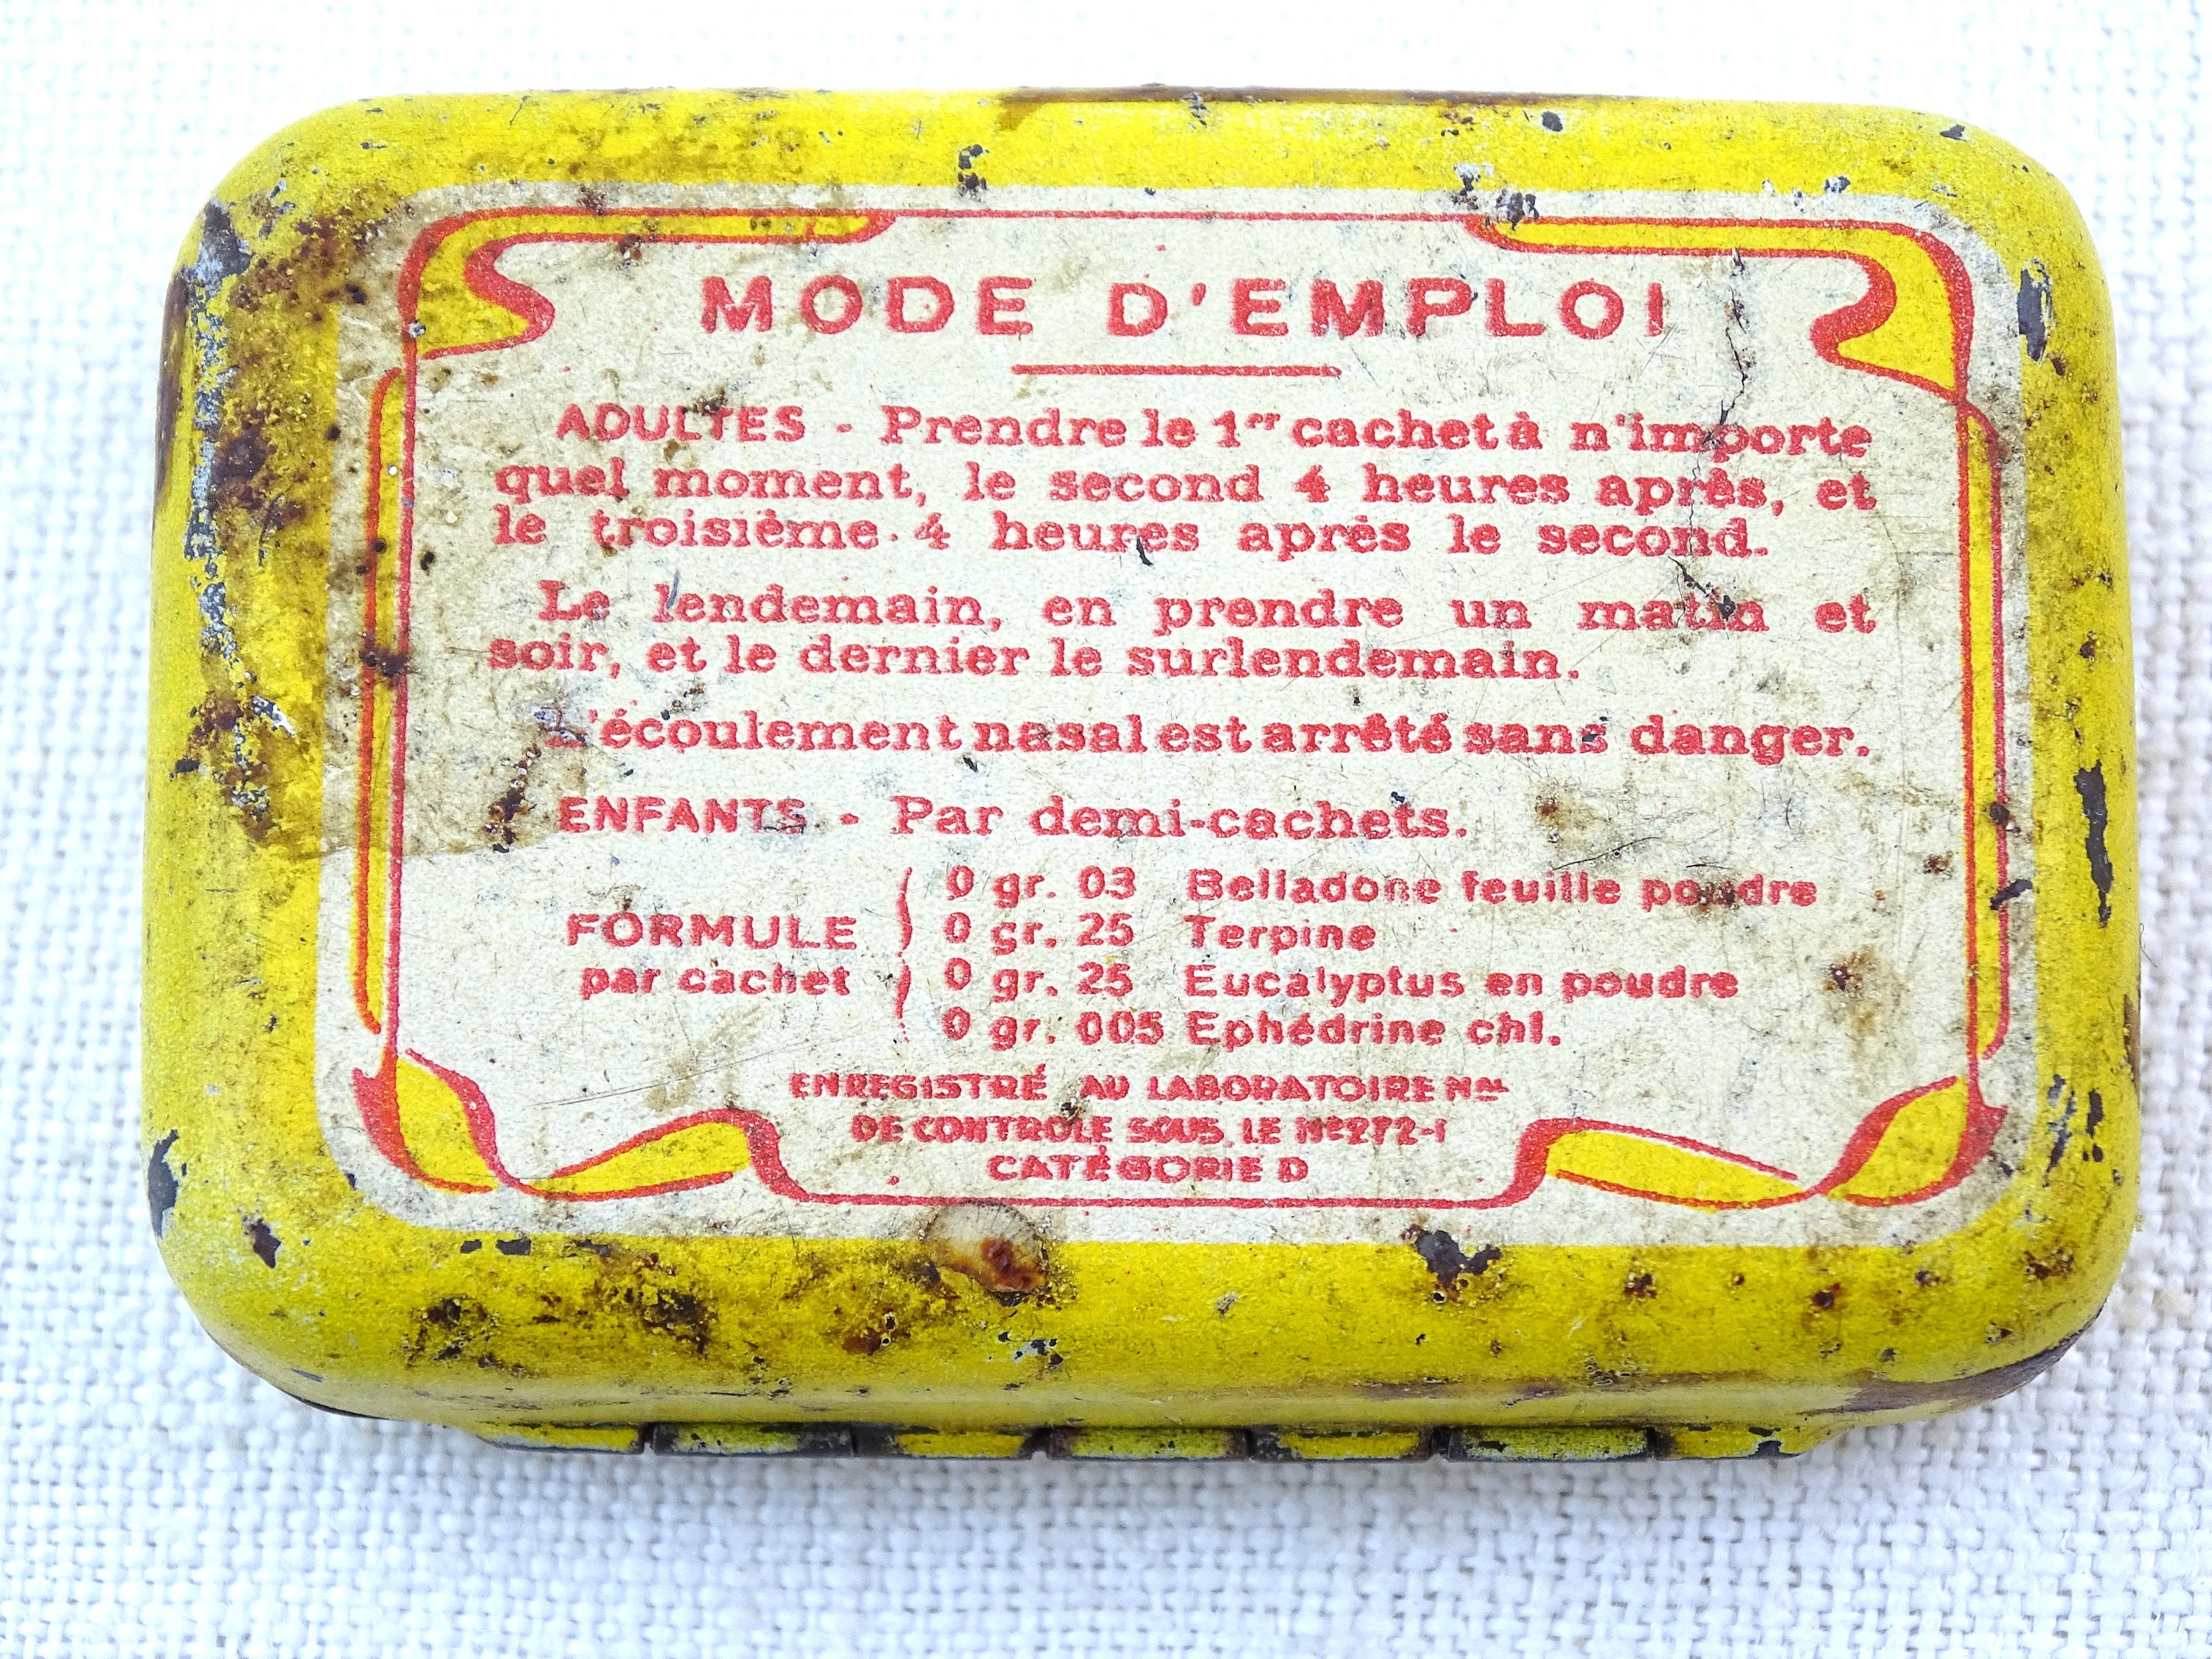 MODE D'EMPLOI
ADULTES - Prendre le 1er cachet à n'importe
quel moment, le second 4 heures après, et
le troisième 4 heures après le second.
Le lendemain, en prendre un matin et
soir, et le dernier le surlendemain.
L'écoulement nasal est arrêté sans danger.
ENFANTS - Par demi-cachets.
FORMULE par cachet
0 gr. 03 Belladone feuille poudre
0 gr. 25 Terpine
0 gr. 25 Eucalyptus en poudre
0 gr. 005 Ephédrine chl.
ENREGISTRÉ AU LABORATOIRE Nal
DE CONTROLE SOUS LE Nº 272-1
CATÉGORIE D